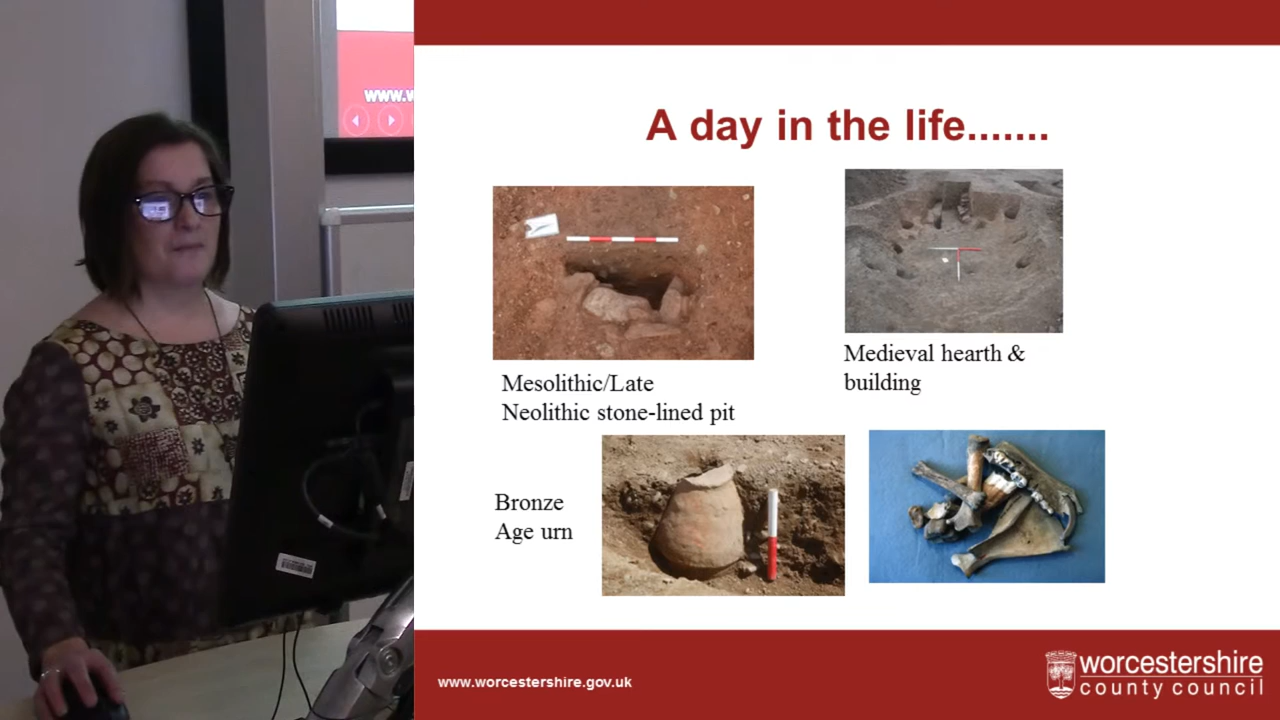 www.w
A day in the life.......
Mesolithic/Late
Neolithic stone-lined pit
Medieval hearth &
building
Bronze
Age urn
www.worcestershire.gov.uk
worcestershire
county council